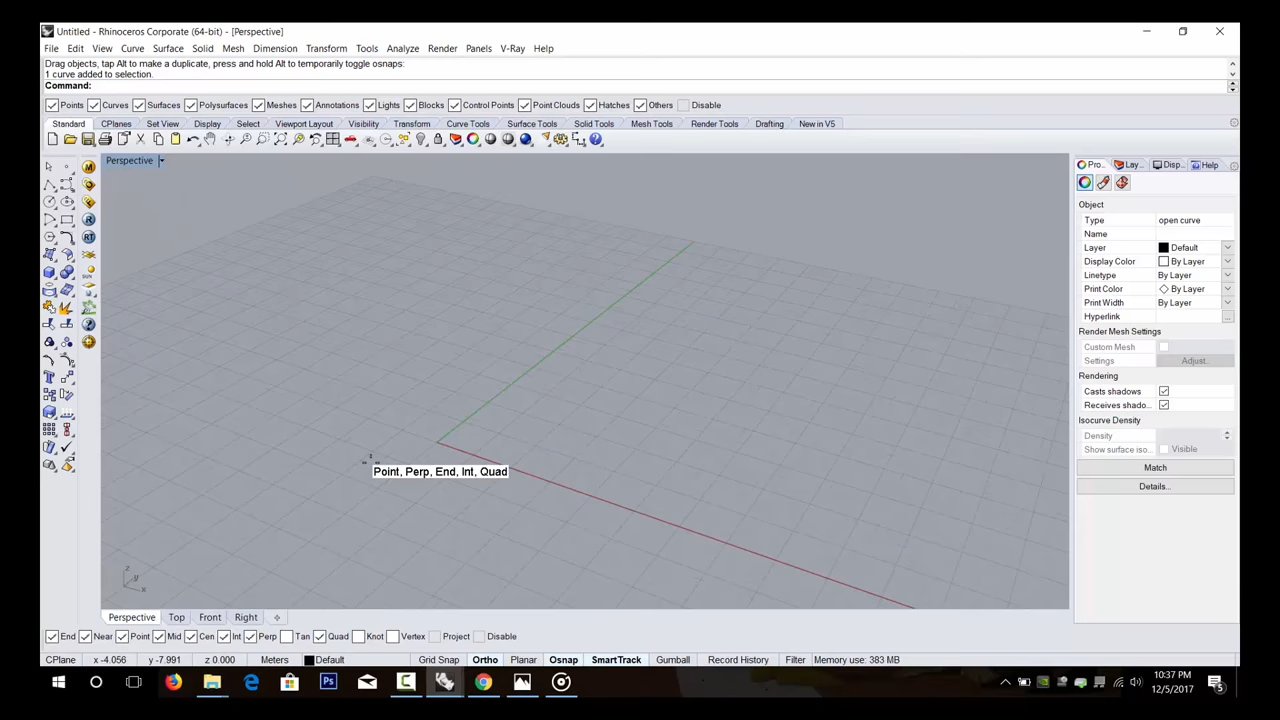 Untitled - Rhinoceros Corporate (64-bit) - [Perspective]
File Edit View Curve Surface Solid Mesh Dimension Transform Tools Analyze Render Panels V-Ray Help
Drag objects, tap Alt to make a duplicate, press and hold Alt to temporarily toggle osnaps:
1 curve added to selection.
Command:
Points Curves Surfaces Polysurfaces Meshes Annotations Lights Blocks Control Points Point Clouds Hatches Others Disable
Standard CPlanes Set View Display Select Viewport Layout Visibility Transform Curve Tools Surface Tools Solid Tools Mesh Tools Render Tools Drafting New in V5
Perspective
Pro... Lay... Disp... Help
Object
Type open curve
Name
Layer Default
Display Color By Layer
Linetype By Layer
Print Color By Layer
Print Width By Layer
Hyperlink ...
Render Mesh Settings
Custom Mesh
Settings Adjust..
Rendering
Casts shadows
Receives shado...
Isocurve Density
Density
Show surface iso... Visible
Match
Details...
M
R
RT
SUN
Point, Perp, End, Int, Quad
z
y
x
Perspective Top Front Right
End Near Point Mid Cen Int Perp Tan Quad Knot Vertex Project Disable
CPlane x -4.056 y -7.991 z 0.000 Meters Default Grid Snap Ortho Planar Osnap SmartTrack Gumball Record History Filter Memory use: 383 MB
Ps
10:37 PM
12/5/2017
5